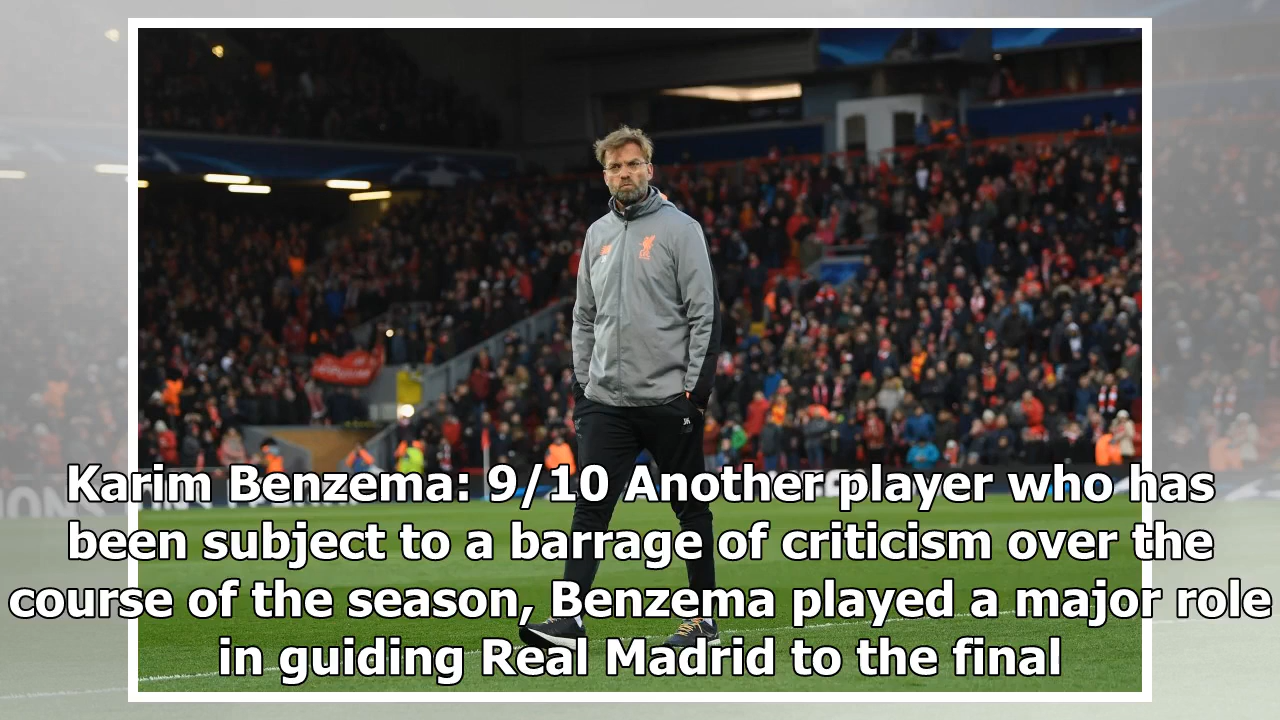 Karim Benzema: 9/10 Another player who has
been subject to a barrage of criticism over the
course of the season, Benzema played a major role
in guiding Real Madrid to the final